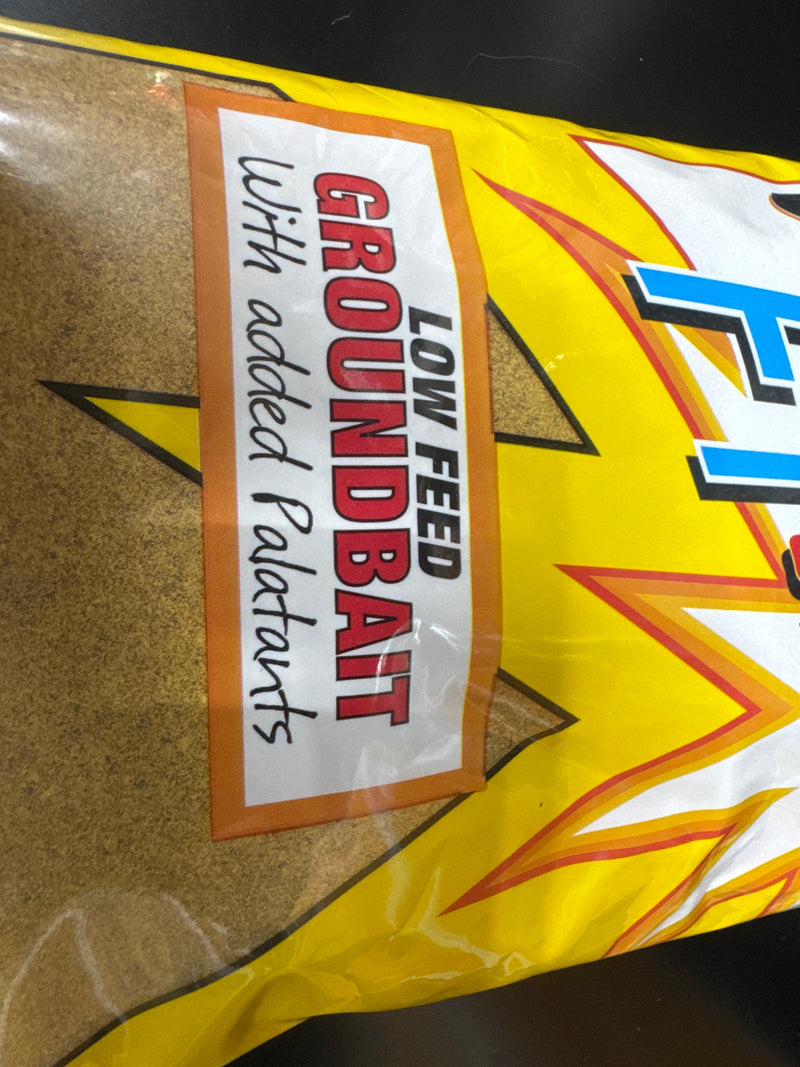 LOW FEED
GROUNDBAIT
With added Palatants